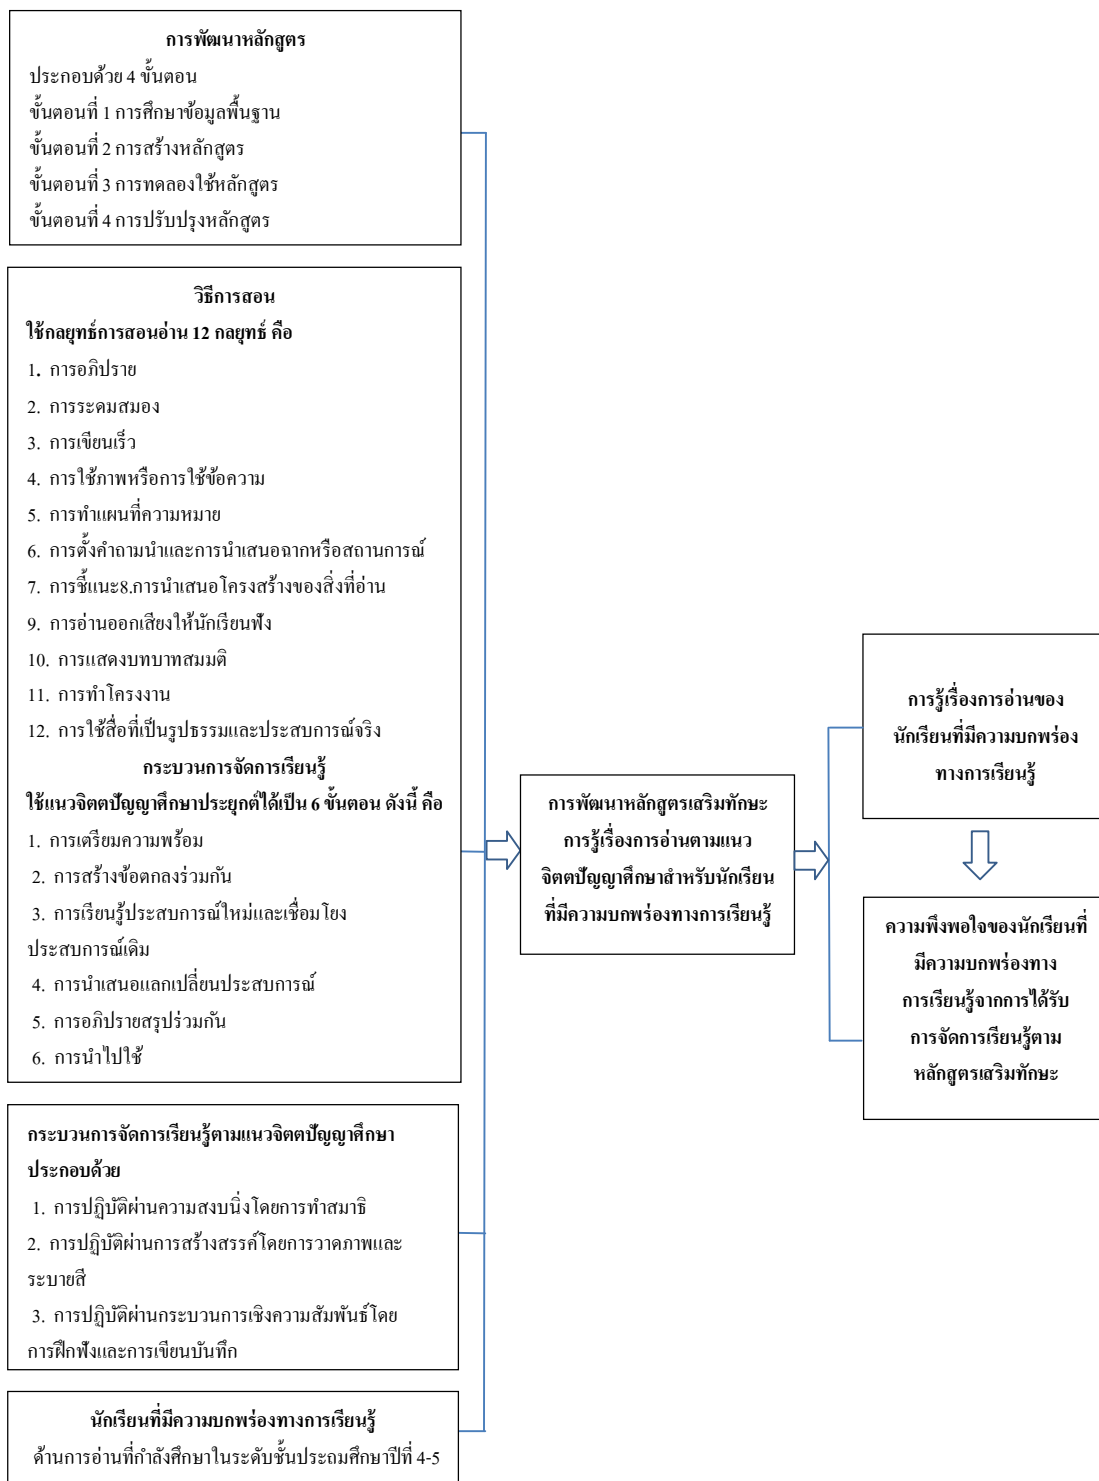 การพัฒนาหลักสูตร
ประกอบด้วย 4 ขั้นตอน
ขั้นตอนที่ 1 การศึกษาข้อมูลพื้นฐาน
ขั้นตอนที่ 2 การสร้างหลักสูตร
ขั้นตอนที่ 3 การทดลองใช้หลักสูตร
ขั้นตอนที่ 4 การปรับปรุงหลักสูตร
วิธีการสอน
ใช้กลยุทธ์การสอนอ่าน 12 กลยุทธ์ คือ
1. การอภิปราย
2. การระดมสมอง
3. การเขียนเร็ว
4. การใช้ภาพหรือการใช้ข้อความ
5. การทำแผนที่ความหมาย
6. การตั้งคำถามนำและการนำเสนอฉากหรือสถานการณ์
7. การชี้แนะ8.การนำเสนอโครงสร้างของสิ่งที่อ่าน
9. การอ่านออกเสียงให้นักเรียนฟัง
10. การแสดงบทบาทสมมติ
11. การทำโครงงาน
12. การใช้สื่อที่เป็นรูปธรรมและประสบการณ์จริง
กระบวนการจัดการเรียนรู้
ใช้แนวจิตตปัญญาศึกษาประยุกต์ได้เป็น 6 ขั้นตอน ดังนี้ คือ
1. การเตรียมความพร้อม
2. การสร้างข้อตกลงร่วมกัน
3. การเรียนรู้ประสบการณ์ใหม่และเชื่อมโยง
ประสบการณ์เดิม
4. การนำเสนอแลกเปลี่ยนประสบการณ์
5. การอภิปรายสรุปร่วมกัน
6. การนำไปใช้
กระบวนการจัดการเรียนรู้ตามแนวจิตตปัญญาศึกษา
ประกอบด้วย
1. การปฏิบัติผ่านความสงบนิ่งโดยการทำสมาธิ
2. การปฏิบัติผ่านการสร้างสรรค์โดยการวาดภาพและ
ระบายสี
3. การปฏิบัติผ่านกระบวนการเชิงความสัมพันธ์โดย
การฝึกฟังและการเขียนบันทึก
นักเรียนที่มีความบกพร่องทางการเรียนรู้
ด้านการอ่านที่กำลังศึกษาในระดับชั้นประถมศึกษาปีที่ 4-5
การพัฒนาหลักสูตรเสริมทักษะ
การรู้เรื่องการอ่านตามแนว
จิตตปัญญาศึกษาสำหรับนักเรียน
ที่มีความบกพร่องทางการเรียนรู้
การรู้เรื่องการอ่านของ
นักเรียนที่มีความบกพร่อง
ทางการเรียนรู้
ความพึงพอใจของนักเรียนที่
มีความบกพร่องทาง
การเรียนรู้จากการได้รับ
การจัดการเรียนรู้ตาม
หลักสูตรเสริมทักษะ